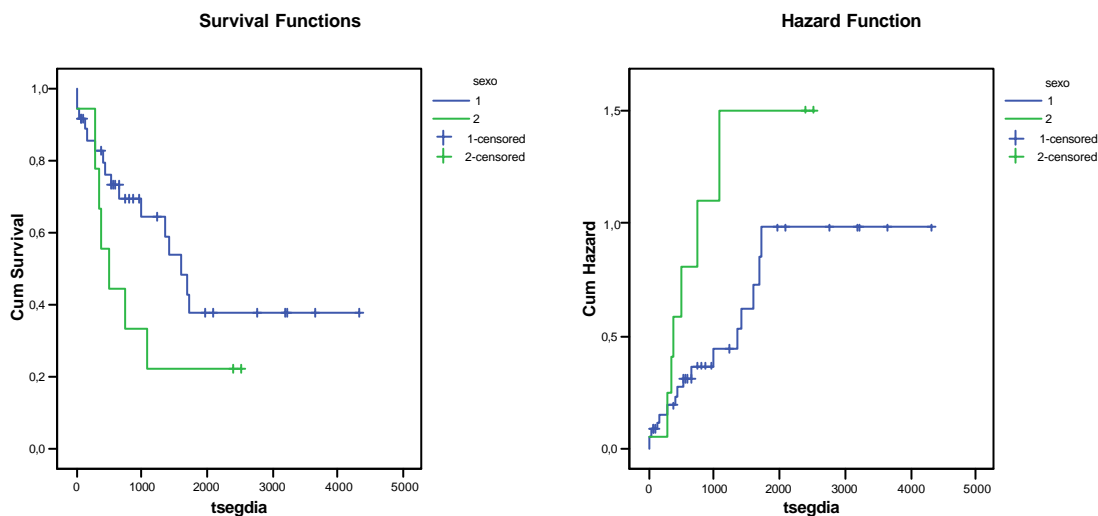 Survival Functions
Cum Survival
1,0
0,8
0,6
0,4
0,2
0,0
0 1000 2000 3000 4000 5000
tsegdia
sexo
1
2
1-censored
2-censored
Hazard Function
Cum Hazard
1,5
1,0
0,5
0,0
0 1000 2000 3000 4000 5000
tsegdia
sexo
1
2
1-censored
2-censored